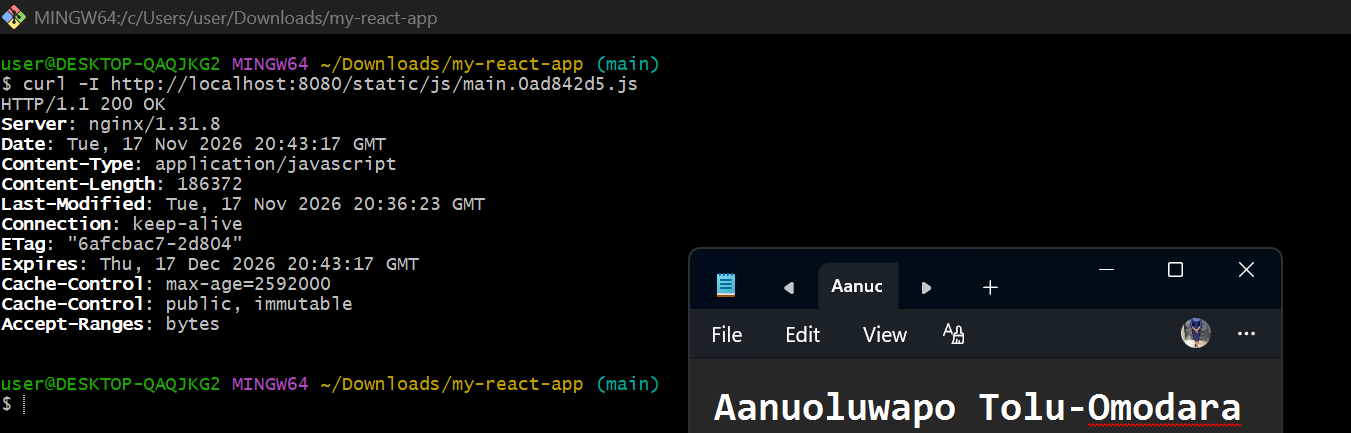 MINGW64:/c/Users/user/Downloads/my-react-app
user@DESKTOP-QAQJKG2 MINGW64 ~/Downloads/my-react-app (main)
$ curl -I http://localhost:8080/static/js/main.0ad842d5.js
HTTP/1.1 200 OK
Server: nginx/1.31.8
Date: Tue, 17 Nov 2026 20:43:17 GMT
Content-Type: application/javascript
Content-Length: 186372
Last-Modified: Tue, 17 Nov 2026 20:36:23 GMT
Connection: keep-alive
ETag: "6afcbac7-2d804"
Expires: Thu, 17 Dec 2026 20:43:17 GMT
Cache-Control: max-age=2592000
Cache-Control: public, immutable
Accept-Ranges: bytes
user@DESKTOP-QAQJKG2 MINGW64 ~/Downloads/my-react-app (main)
$
Aanuc
File Edit View
Aanuoluwapo Tolu-Omodara